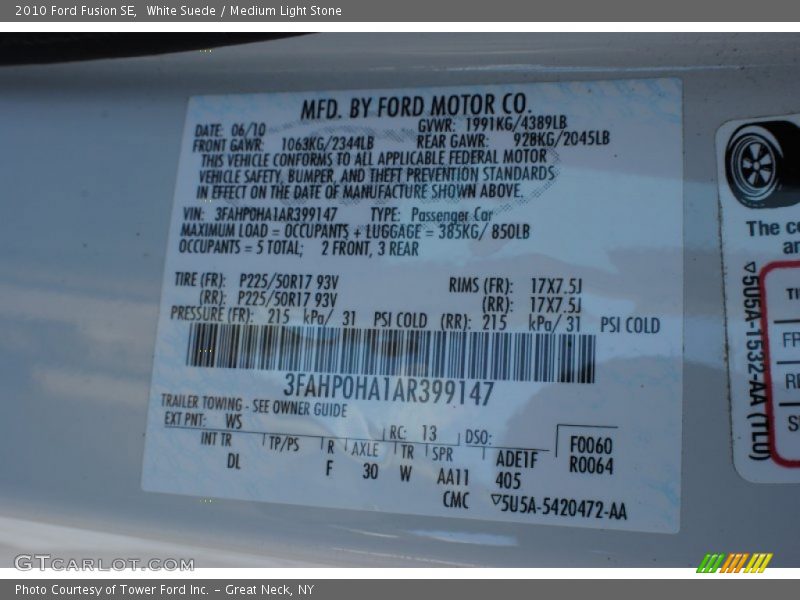 2010 Ford Fusion SE,  White Suede / Medium Light Stone
MFD. BY FORD MOTOR CO.
DATE: 06/10 GVWR: 1991KG/4389LB
FRONT GAWR: 1063KG/2344LB REAR GAWR: 928KG/2045LB
THIS VEHICLE CONFORMS TO ALL APPLICABLE FEDERAL MOTOR
VEHICLE SAFETY, BUMPER, AND THEFT PREVENTION STANDARDS
IN EFFECT ON THE DATE OF MANUFACTURE SHOWN ABOVE.
VIN: 3FAHP0HA1AR399147 TYPE: Passenger Car
MAXIMUM LOAD = OCCUPANTS + LUGGAGE = 385KG/ 850LB
OCCUPANTS = 5 TOTAL; 2 FRONT, 3 REAR
TIRE (FR): P225/50R17 93V RIMS (FR): 17X7.5J
(RR): P225/50R17 93V (RR): 17X7.5J
PRESSURE (FR): 215 kPa/ 31 PSI COLD (RR): 215 kPa/ 31 PSI COLD
3FAHP0HA1AR399147
TRAILER TOWING - SEE OWNER GUIDE
EXT PNT: WS RC: 13 DSO:
INT TR TP/PS R AXLE TR SPR ADE1F F0060
DL F 30 W AA11 405 R0064
CMC ▽5U5A-5420472-AA
The co
an
▽5U5A-1532-AA (TL0)
TI
FR
RE
S
GTCARLOT.COM
Photo Courtesy of Tower Ford Inc. - Great Neck, NY